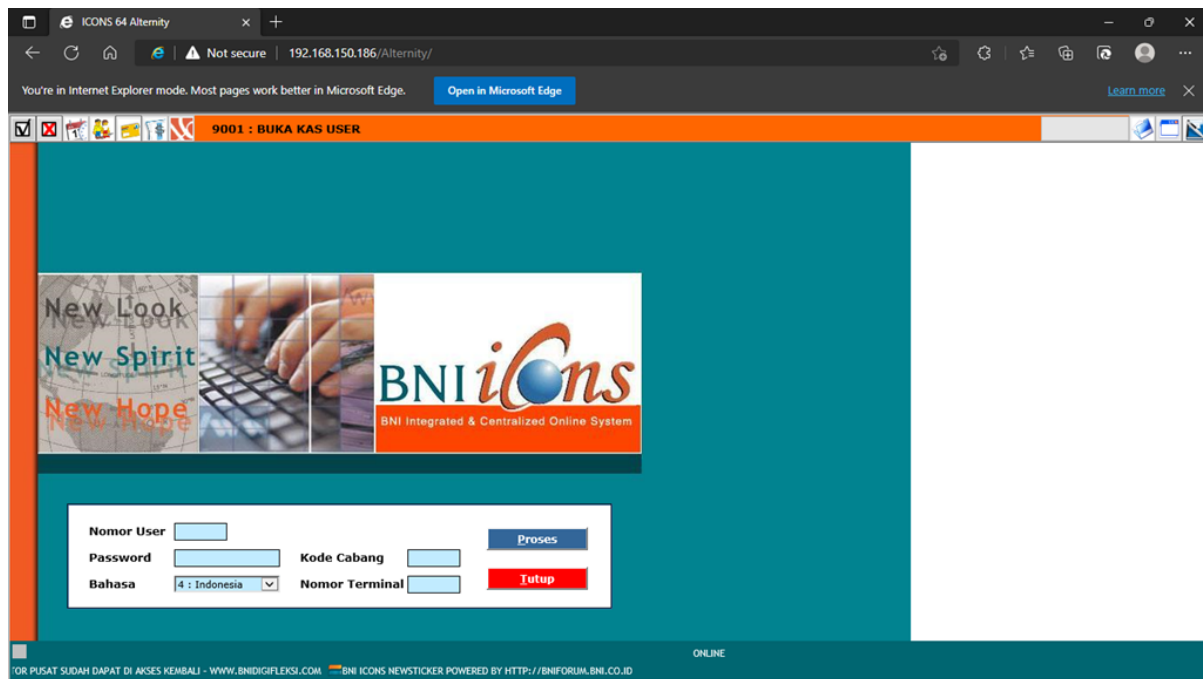 ICONS 64 Alternity
Not secure | 192.168.150.186/Alternity/
You're in Internet Explorer mode. Most pages work better in Microsoft Edge.
Open in Microsoft Edge
Learn more
9001 : BUKA KAS USER
New Look
New Spirit
New Hope
BNI icons
BNI Integrated & Centralized Online System
Nomor User
Proses
Password
Kode Cabang
Bahasa
4 : Indonesia
Nomor Terminal
Tutup
ONLINE
TOR PUSAT SUDAH DAPAT DI AKSES KEMBALI - WWW.BNIDIGIFLEKSI.COM BNI ICONS NEWSTICKER POWERED BY HTTP://BNIFORUM.BNI.CO.ID